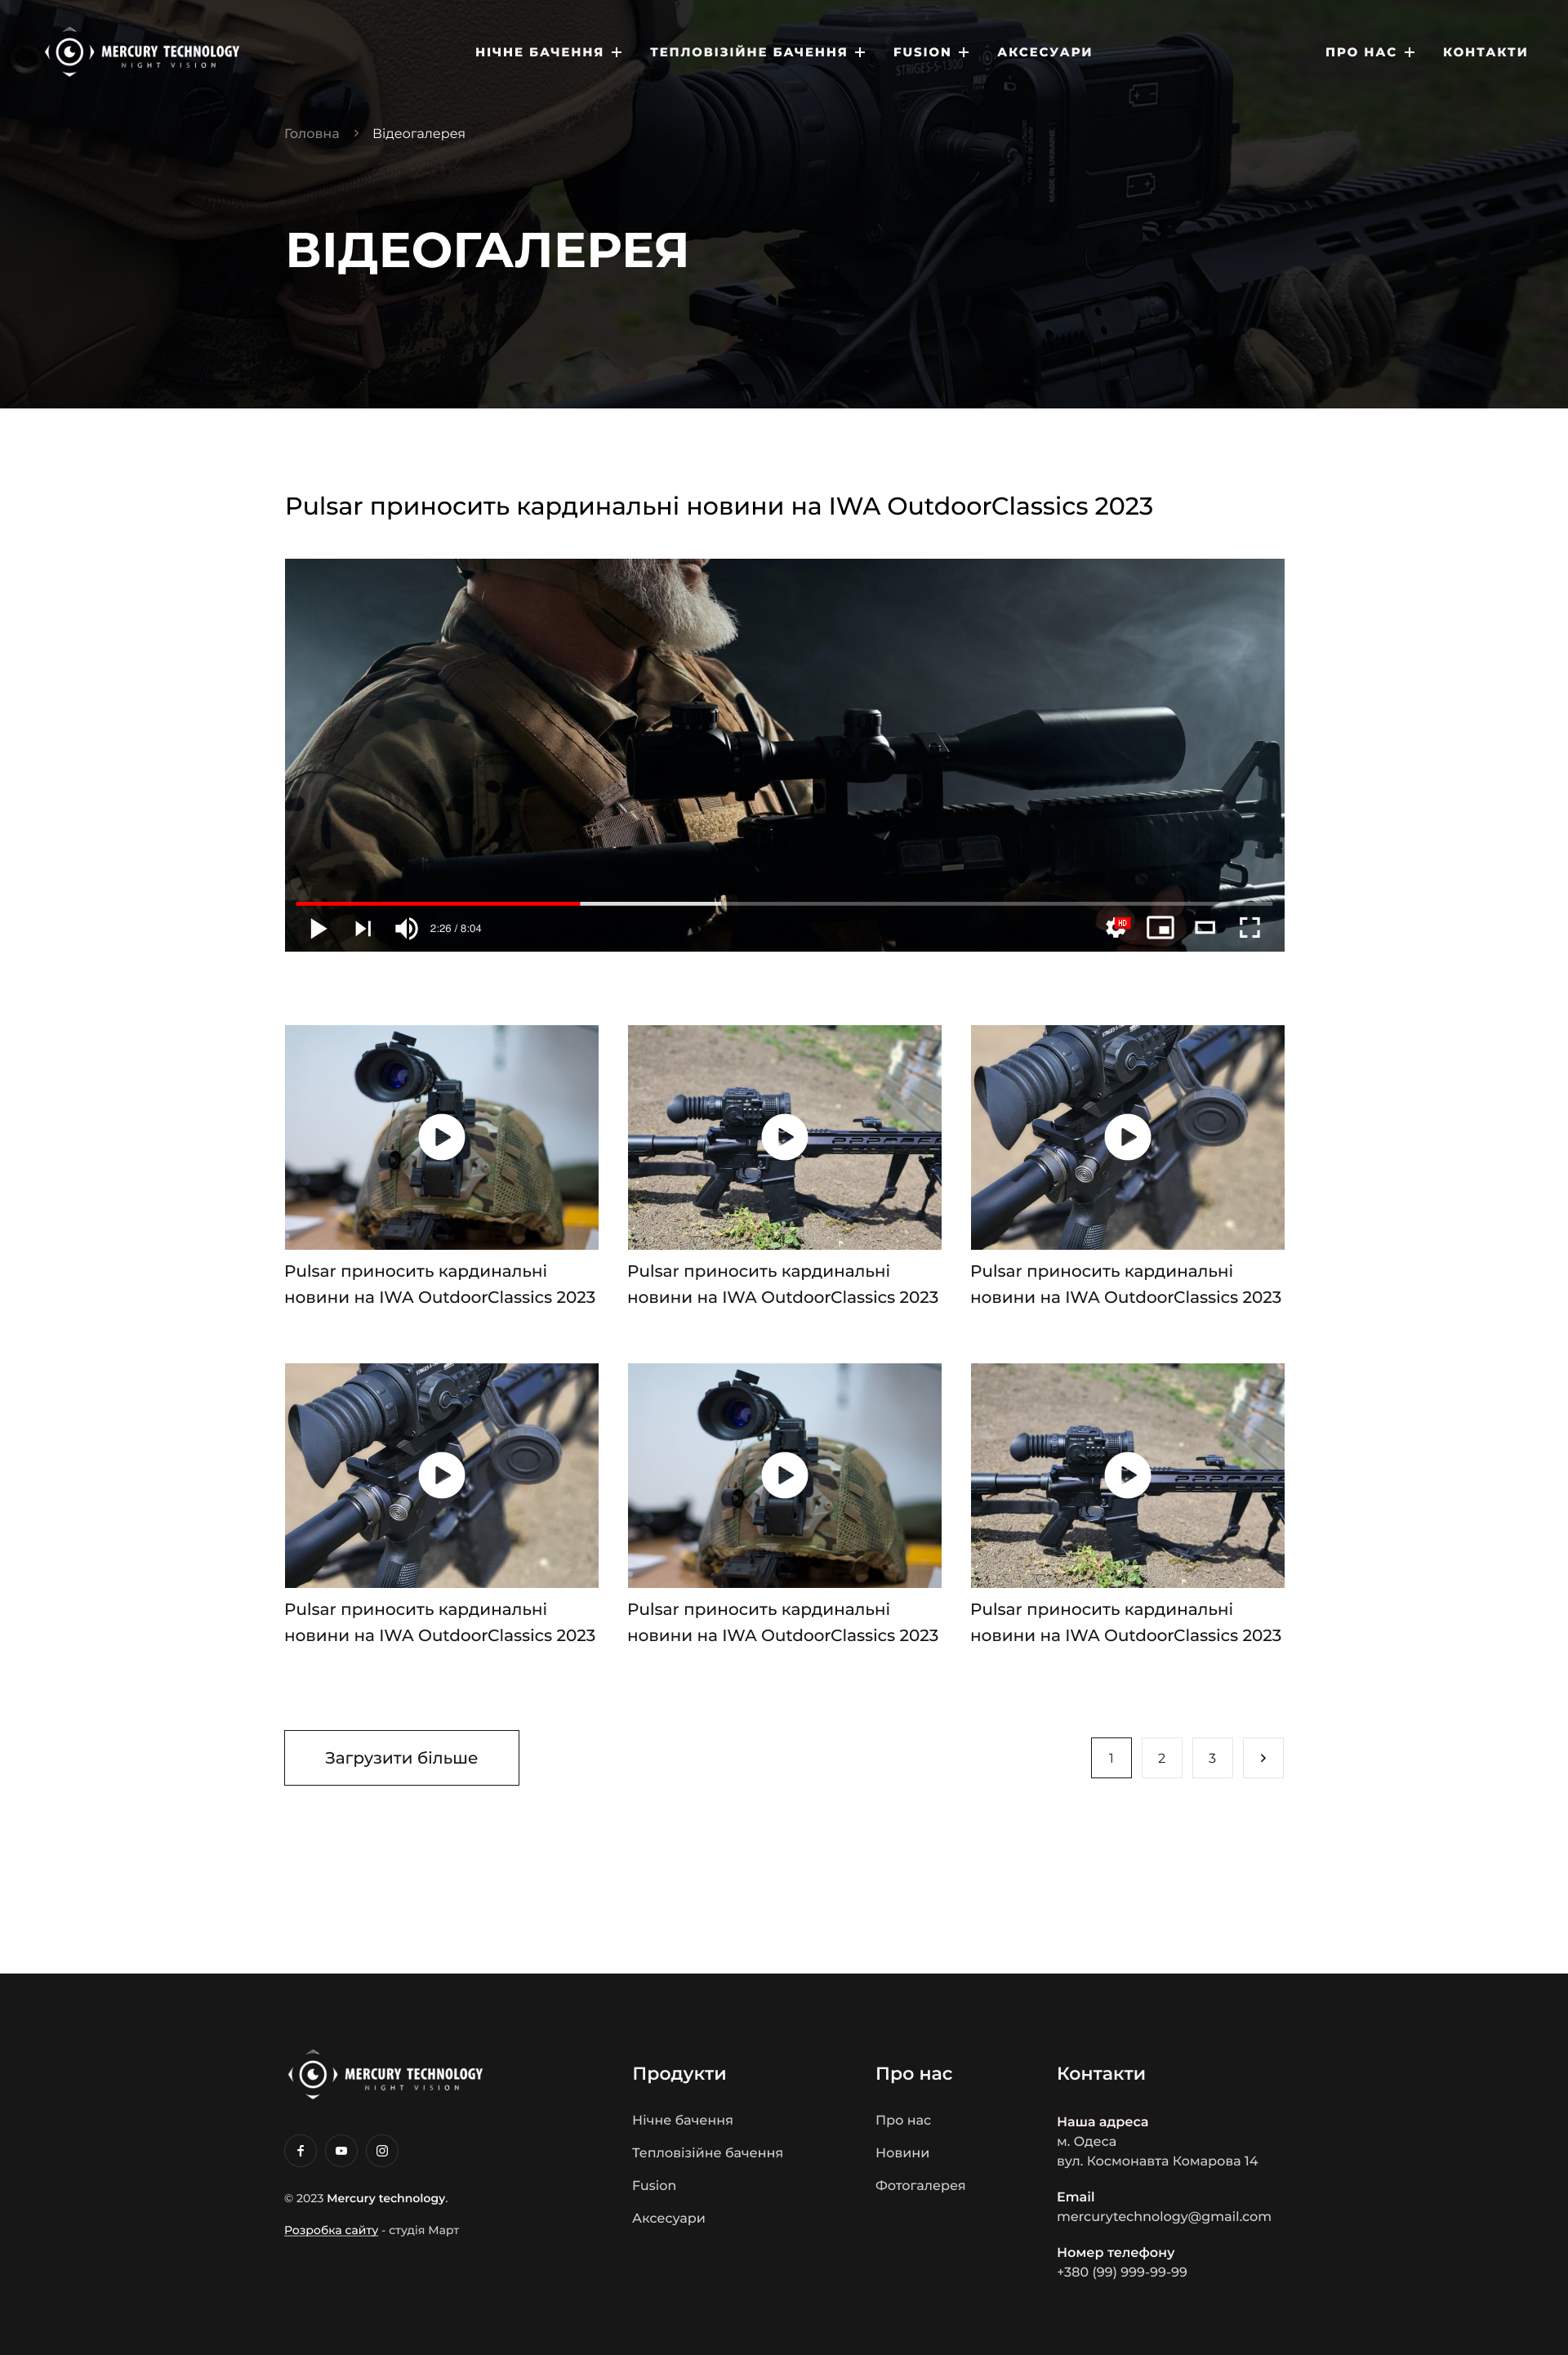 MERCURY TECHNOLOGY
NIGHT VISION
НІЧНЕ БАЧЕННЯ
ТЕПЛОВІЗІЙНЕ БАЧЕННЯ
FUSION
АКСЕСУАРИ
ПРО НАС
КОНТАКТИ
STRIGES-S-1300
MADE IN UKRAINE
Головна > Відеогалерея
ВІДЕОГАЛЕРЕЯ
Pulsar приносить кардинальні новини на IWA OutdoorClassics 2023
2:26 / 8:04
HD
Pulsar приносить кардинальні
новини на IWA OutdoorClassics 2023
Pulsar приносить кардинальні
новини на IWA OutdoorClassics 2023
Pulsar приносить кардинальні
новини на IWA OutdoorClassics 2023
Pulsar приносить кардинальні
новини на IWA OutdoorClassics 2023
Pulsar приносить кардинальні
новини на IWA OutdoorClassics 2023
Pulsar приносить кардинальні
новини на IWA OutdoorClassics 2023
Загрузити більше
1 2 3
MERCURY TECHNOLOGY
NIGHT VISION
© 2023 Mercury technology.
Розробка сайту - студія Март
Продукти
Нічне бачення
Тепловізійне бачення
Fusion
Аксесуари
Про нас
Про нас
Новини
Фотогалерея
Контакти
Наша адреса
м. Одеса
вул. Космонавта Комарова 14
Email
mercurytechnology@gmail.com
Номер телефону
+380 (99) 999-99-99